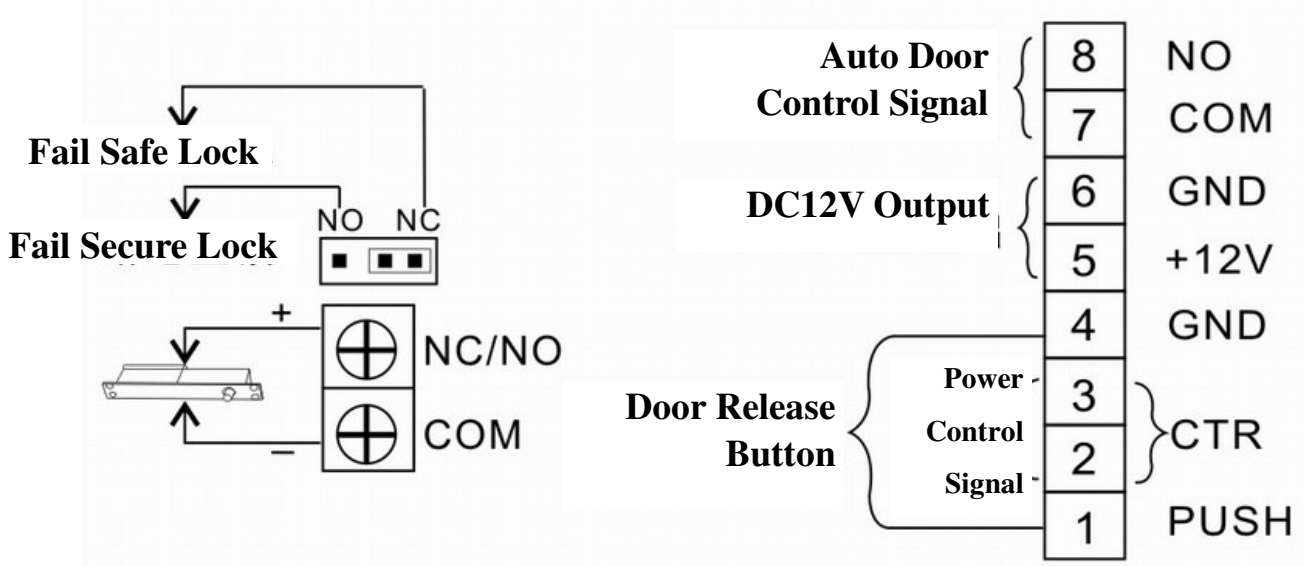 Fail Safe Lock
Fail Secure Lock
NO NC
+
NC/NO
COM
−
Auto Door
Control Signal
8 NO
7 COM
DC12V Output
6 GND
5 +12V
4 GND
Door Release
Button
Power
Control
Signal
3
2
CTR
1 PUSH